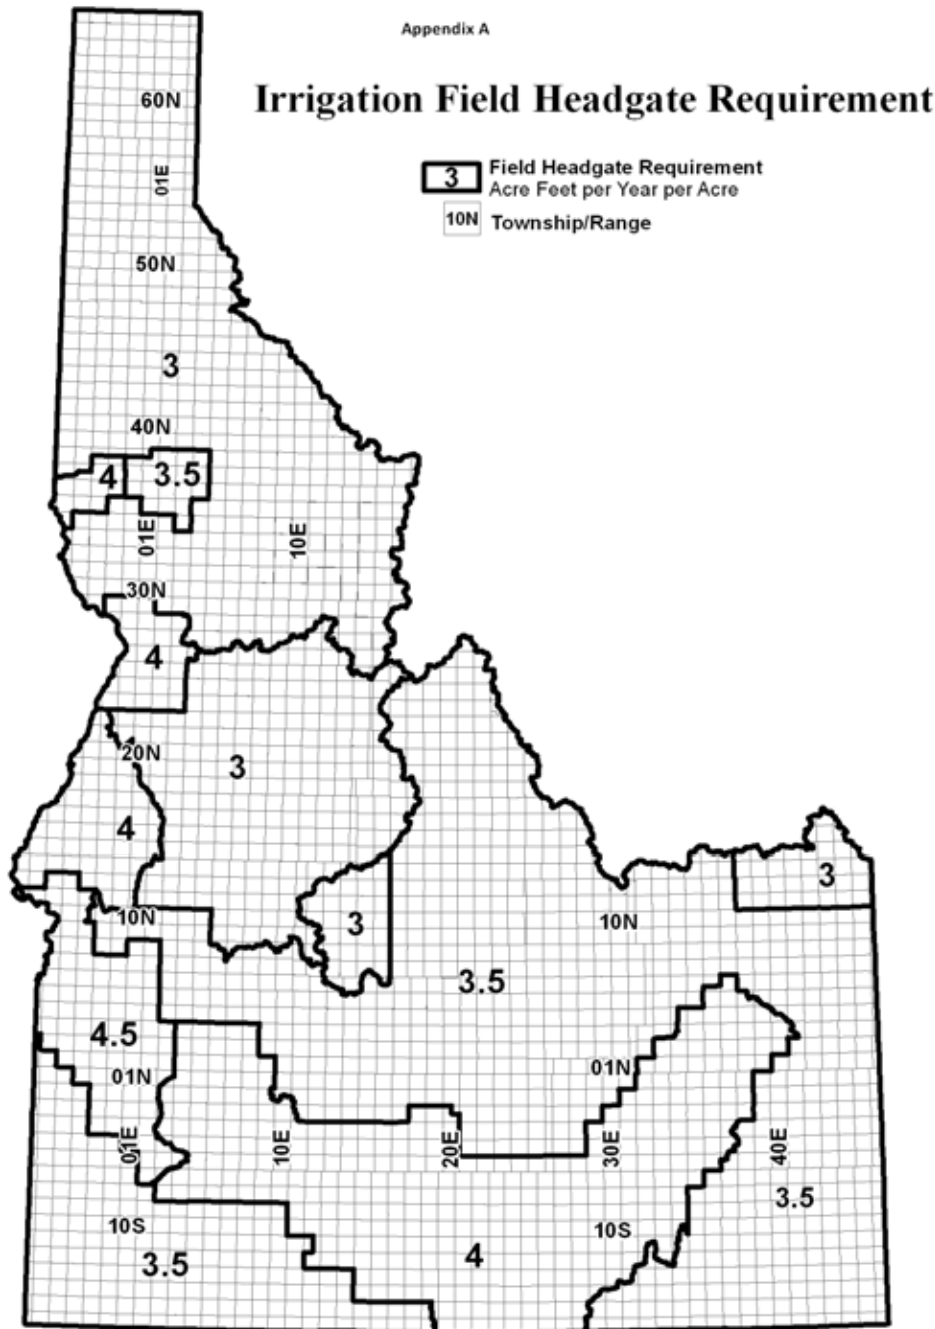 Appendix A
Irrigation Field Headgate Requirement
3 Field Headgate Requirement
Acre Feet per Year per Acre
10N Township/Range
60N
01E
50N
3
40N
4 3.5
01E 10E
30N
4
20N
3
4
3
10N
3
10N
3.5
4.5
01N
01N
01E
10E
20E
30E
40E
3.5
10S
10S
3.5
4